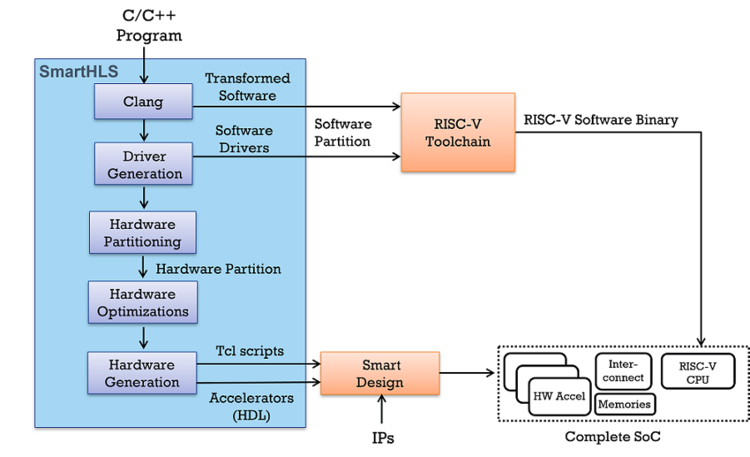 C/C++
Program
SmartHLS
Clang
Transformed
Software
Driver
Generation
Software
Drivers
Software
Partition
RISC-V
Toolchain
RISC-V Software Binary
Hardware
Partitioning
Hardware Partition
Hardware
Optimizations
Hardware
Generation
Tcl scripts
Accelerators
(HDL)
Smart
Design
IPs
HW Accel
Inter-
connect
Memories
RISC-V
CPU
Complete SoC